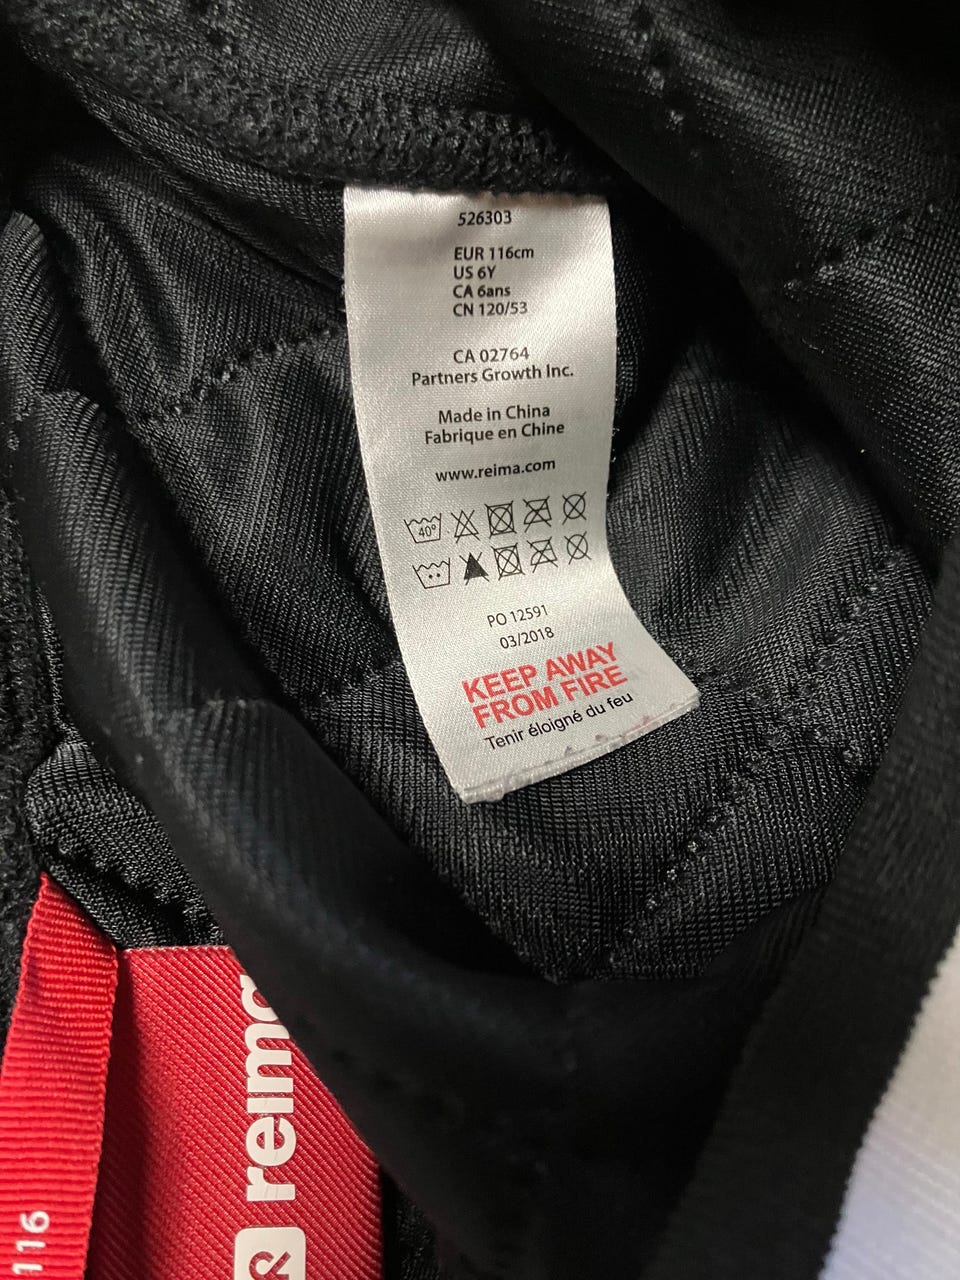 526303
EUR 116cm
US 6Y
CA 6ans
CN 120/53
CA 02764
Partners Growth Inc.
Made in China
Fabrique en Chine
www.reima.com
40°
PO 12591
03/2018
KEEP AWAY
FROM FIRE
Tenir éloigné du feu
reima
116